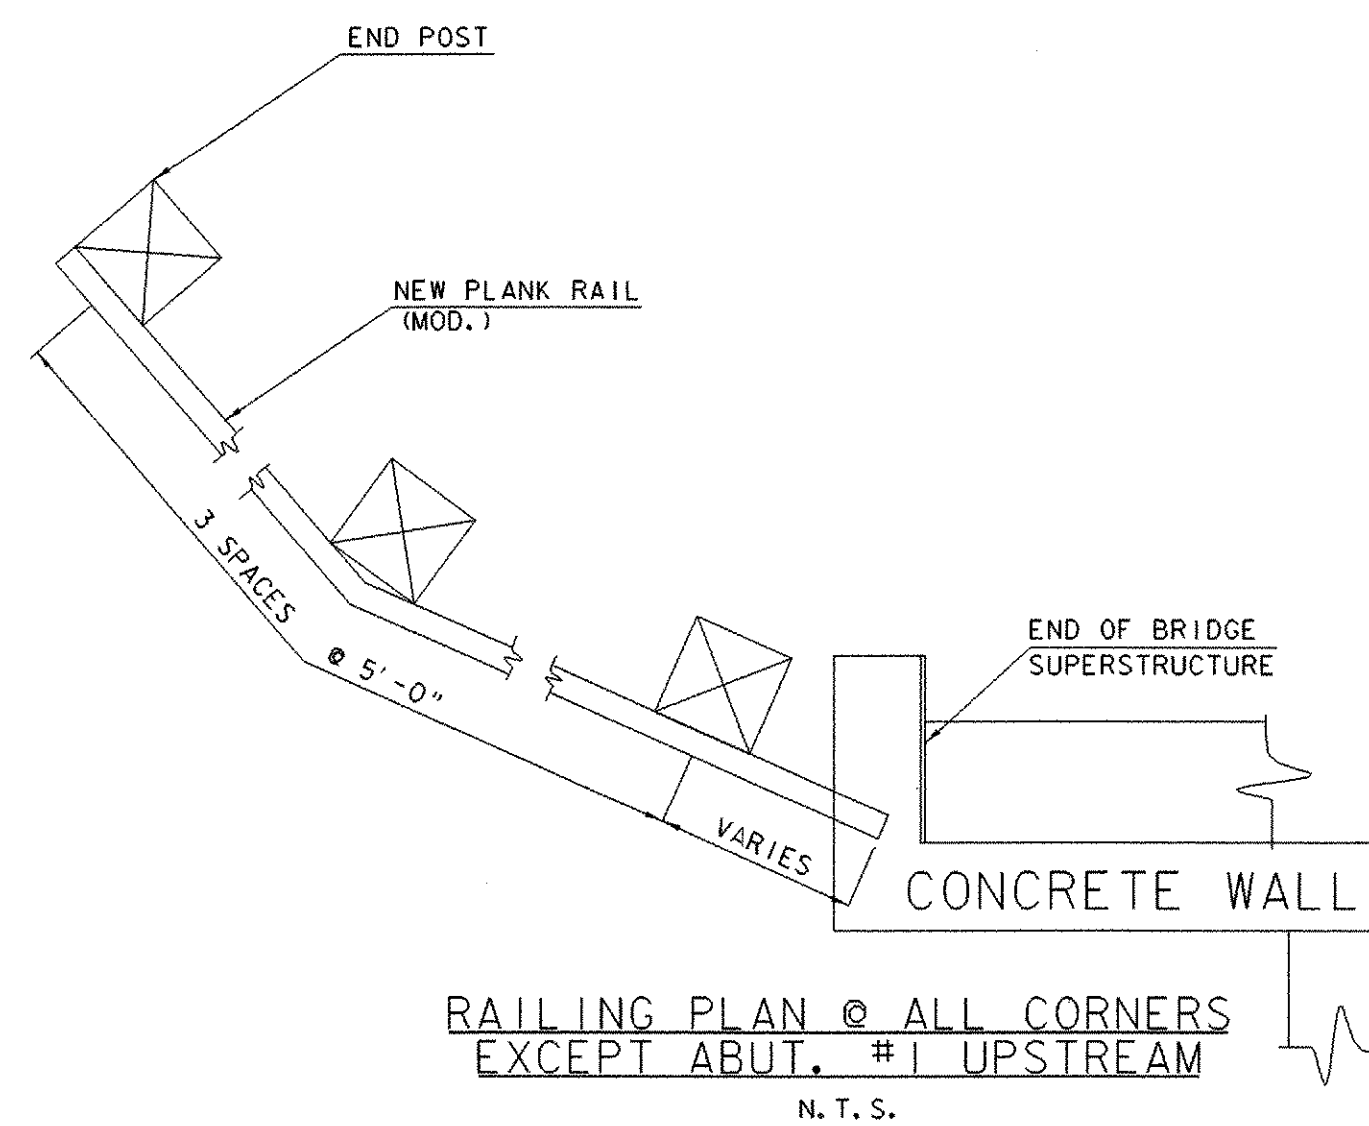 END POST
NEW PLANK RAIL
(MOD.)
3 SPACES
@ 5'-0"
END OF BRIDGE
SUPERSTRUCTURE
VARIES
CONCRETE WALL
RAILING PLAN @ ALL CORNERS
EXCEPT ABUT. #1 UPSTREAM
N.T.S.